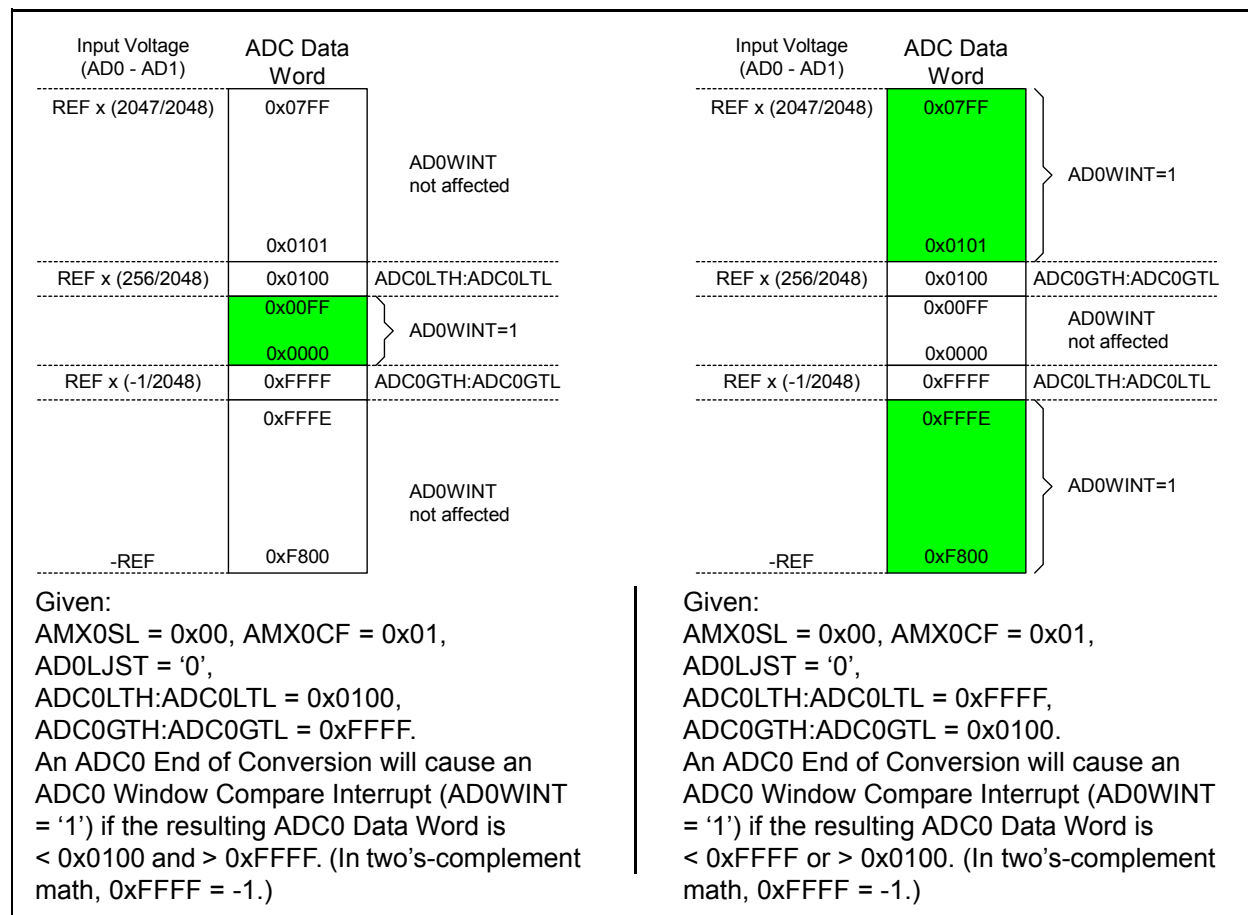 Input Voltage
(AD0 - AD1)
ADC Data
Word
REF x (2047/2048)
0x07FF
AD0WINT
not affected
0x0101
REF x (256/2048)
0x0100
ADC0LTH:ADC0LTL
0x00FF
AD0WINT=1
0x0000
REF x (-1/2048)
0xFFFF
ADC0GTH:ADC0GTL
0xFFFE
AD0WINT
not affected
-REF
0xF800
Given:
AMX0SL = 0x00, AMX0CF = 0x01,
AD0LJST = ‘0’,
ADC0LTH:ADC0LTL = 0x0100,
ADC0GTH:ADC0GTL = 0xFFFF.
An ADC0 End of Conversion will cause an
ADC0 Window Compare Interrupt (AD0WINT
= ‘1’) if the resulting ADC0 Data Word is
< 0x0100 and > 0xFFFF. (In two’s-complement
math, 0xFFFF = -1.)
Input Voltage
(AD0 - AD1)
ADC Data
Word
REF x (2047/2048)
0x07FF
AD0WINT=1
0x0101
REF x (256/2048)
0x0100
ADC0GTH:ADC0GTL
0x00FF
AD0WINT
not affected
0x0000
REF x (-1/2048)
0xFFFF
ADC0LTH:ADC0LTL
0xFFFE
AD0WINT=1
-REF
0xF800
Given:
AMX0SL = 0x00, AMX0CF = 0x01,
AD0LJST = ‘0’,
ADC0LTH:ADC0LTL = 0xFFFF,
ADC0GTH:ADC0GTL = 0x0100.
An ADC0 End of Conversion will cause an
ADC0 Window Compare Interrupt (AD0WINT
= ‘1’) if the resulting ADC0 Data Word is
< 0xFFFF or > 0x0100. (In two’s-complement
math, 0xFFFF = -1.)